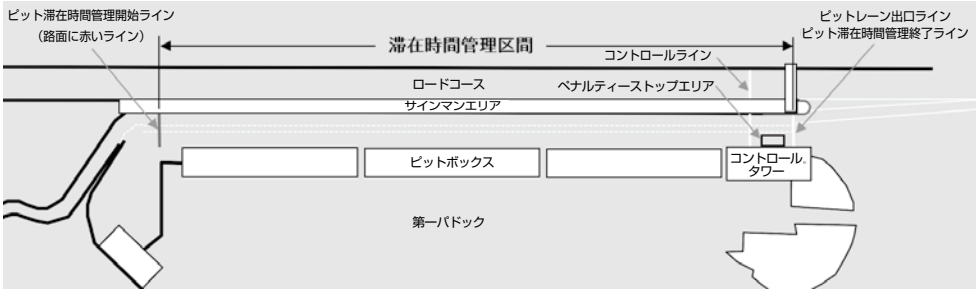 ピット滞在時間管理開始ライン
（路面に赤いライン）
滞在時間管理区間
ピットレーン出口ライン
ピット滞在時間管理終了ライン
コントロールライン
ロードコース
ペナルティーストップエリア
サインマンエリア
ピットボックス
コントロール
タワー
第一パドック